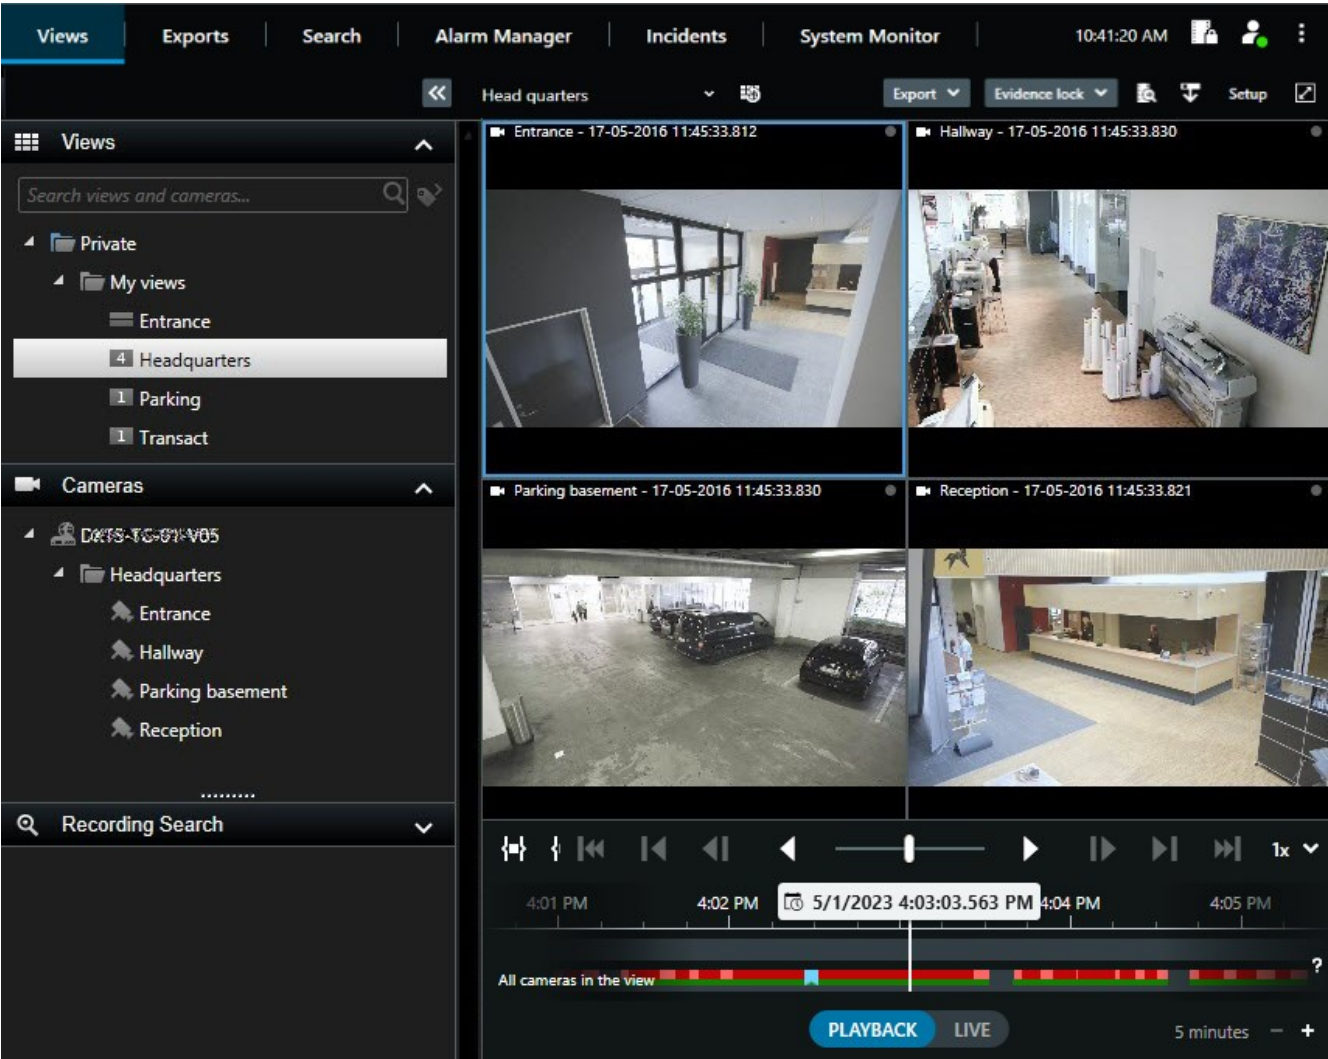 Views Exports Search Alarm Manager Incidents System Monitor 10:41:20 AM
Head quarters Export Evidence lock Setup
Views
Search views and cameras...
Private
My views
Entrance
4 Headquarters
1 Parking
1 Transact
Cameras
Headquarters
Entrance
Hallway
Parking basement
Reception
Recording Search
Entrance - 17-05-2016 11:45:33.812
Hallway - 17-05-2016 11:45:33.830
Parking basement - 17-05-2016 11:45:33.830
Reception - 17-05-2016 11:45:33.821
1x
4:01 PM 4:02 PM 5/1/2023 4:03:03.563 PM 4:04 PM 4:05 PM
All cameras in the view ?
PLAYBACK LIVE 5 minutes - +